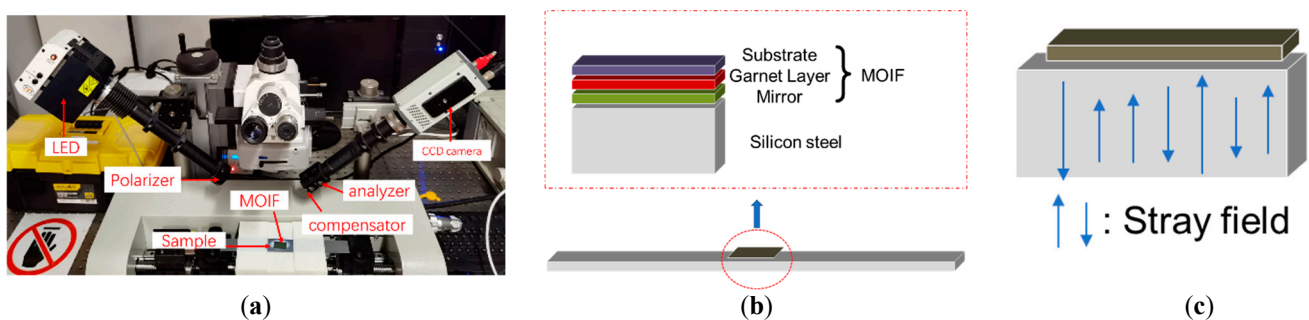 LED
Polarizer
MOIF
Sample
CCD camera
analyzer
compensator
(a)
Substrate
Garnet Layer
Mirror
MOIF
Silicon steel
(b)
: Stray field
(c)